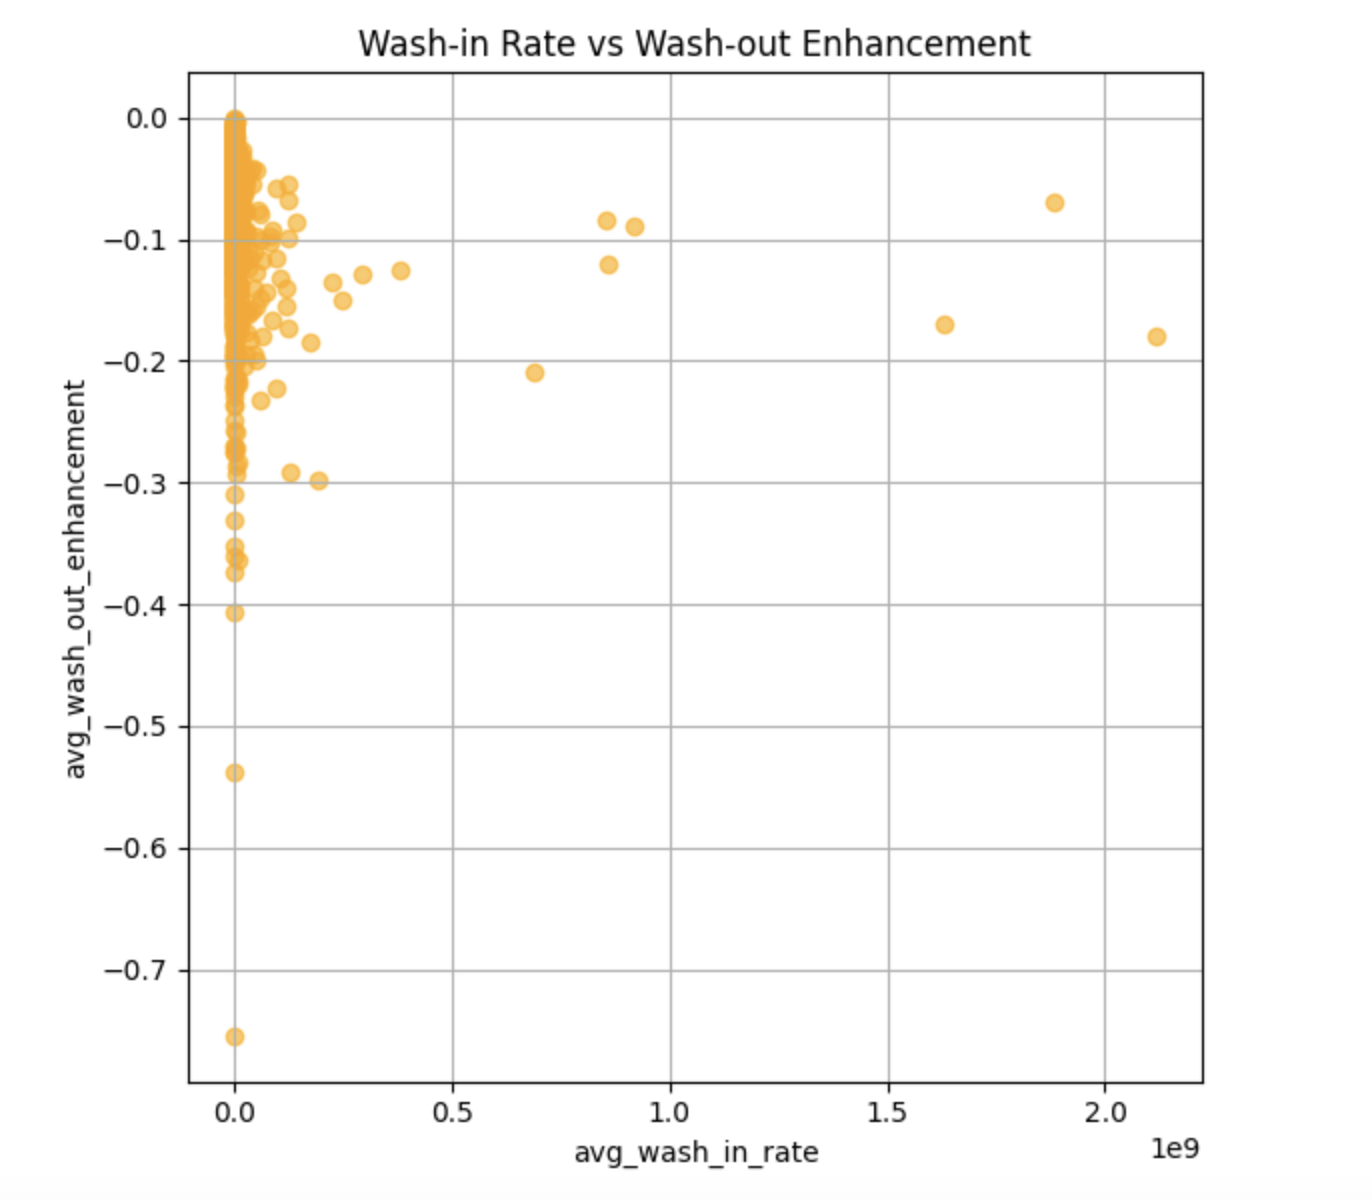 Wash-in Rate vs Wash-out Enhancement
0.0
−0.1
−0.2
−0.3
−0.4
−0.5
−0.6
−0.7
avg_wash_out_enhancement
0.0 0.5 1.0 1.5 2.0
1e9
avg_wash_in_rate